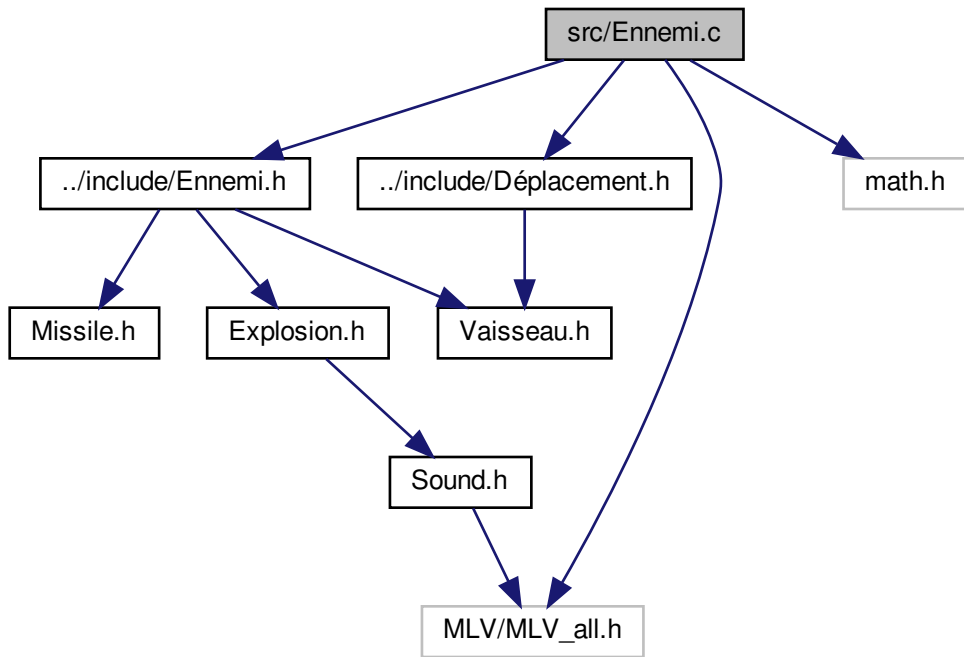 src/Ennemi.c
../include/Ennemi.h
../include/Déplacement.h
math.h
Missile.h
Explosion.h
Vaisseau.h
Sound.h
MLV/MLV_all.h